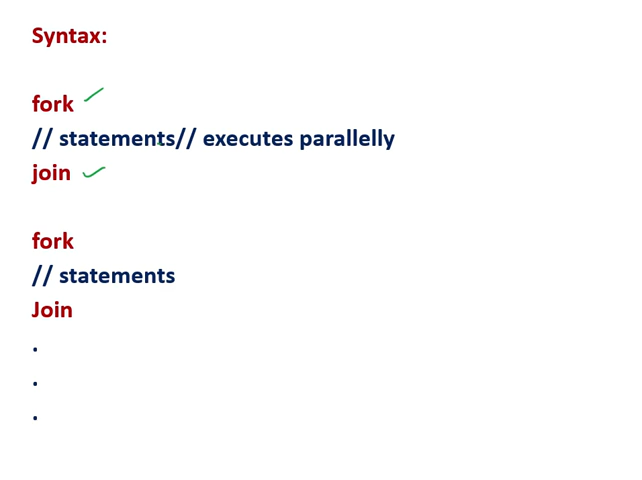 Syntax:
fork
// statements// executes parallelly
join
fork
// statements
Join
.
.
.